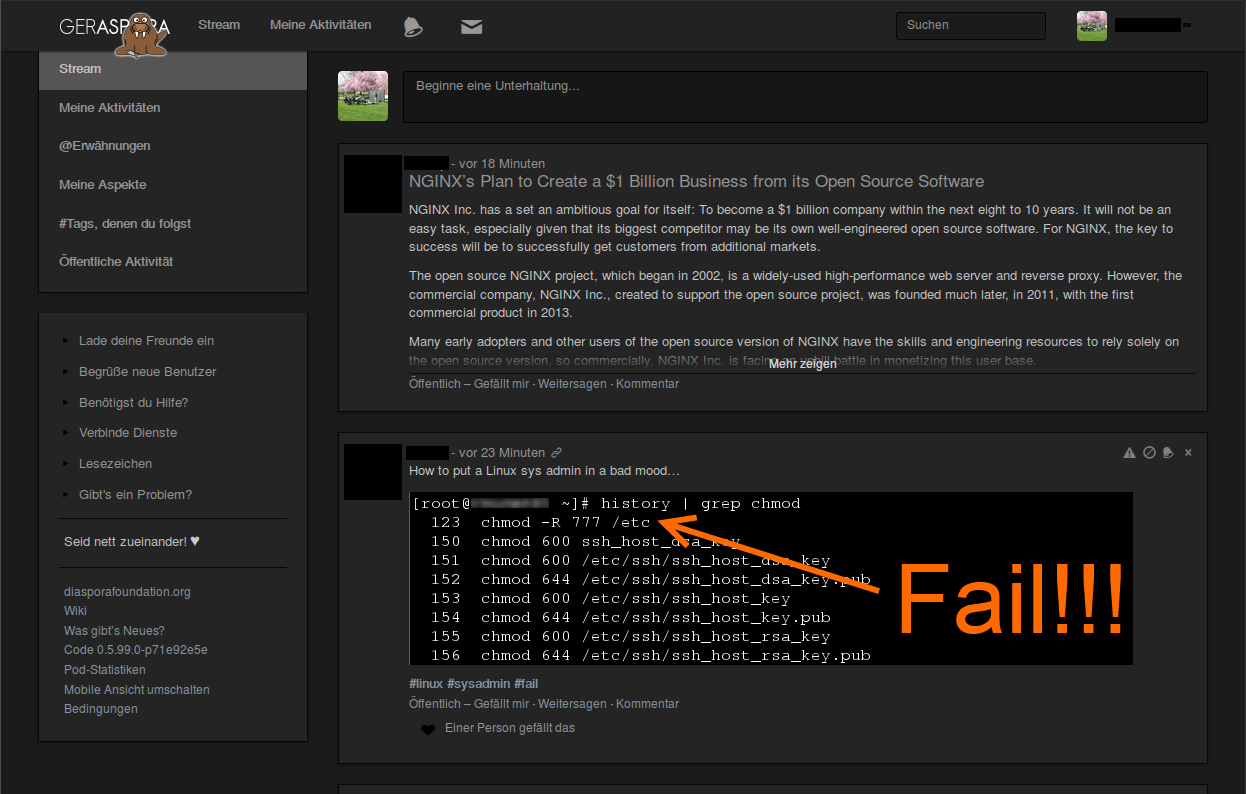 GERASPORA
Stream
Meine Aktivitäten
Suchen
Stream
Meine Aktivitäten
@Erwähnungen
Meine Aspekte
#Tags, denen du folgst
Öffentliche Aktivität
Lade deine Freunde ein
Begrüße neue Benutzer
Benötigst du Hilfe?
Verbinde Dienste
Lesezeichen
Gibt's ein Problem?
Seid nett zueinander! ♥
diasporafoundation.org
Wiki
Was gibt's Neues?
Code 0.5.99.0-p71e92e5e
Pod-Statistiken
Mobile Ansicht umschalten
Bedingungen
Beginne eine Unterhaltung...
- vor 18 Minuten
NGINX's Plan to Create a $1 Billion Business from its Open Source Software
NGINX Inc. has a set an ambitious goal for itself: To become a $1 billion company within the next eight to 10 years. It will not be an
easy task, especially given that its biggest competitor may be its own well-engineered open source software. For NGINX, the key to
success will be to successfully get customers from additional markets.
The open source NGINX project, which began in 2002, is a widely-used high-performance web server and reverse proxy. However, the
commercial company, NGINX Inc., created to support the open source project, was founded much later, in 2011, with the first
commercial product in 2013.
Many early adopters and other users of the open source version of NGINX have the skills and engineering resources to rely solely on
the open source version, so commercially, NGINX Inc. is facing an uphill battle in monetizing this user base.
Mehr zeigen
Öffentlich – Gefällt mir · Weitersagen · Kommentar
- vor 23 Minuten
How to put a Linux sys admin in a bad mood...
[root@ ~]# history | grep chmod
123 chmod -R 777 /etc
150 chmod 600 ssh_host_dsa_key
151 chmod 600 /etc/ssh/ssh_host_dsa_key
152 chmod 644 /etc/ssh/ssh_host_dsa_key.pub
153 chmod 600 /etc/ssh/ssh_host_key
154 chmod 644 /etc/ssh/ssh_host_key.pub
155 chmod 600 /etc/ssh/ssh_host_rsa_key
156 chmod 644 /etc/ssh/ssh_host_rsa_key.pub
Fail!!!
#linux #sysadmin #fail
Öffentlich – Gefällt mir · Weitersagen · Kommentar
Einer Person gefällt das